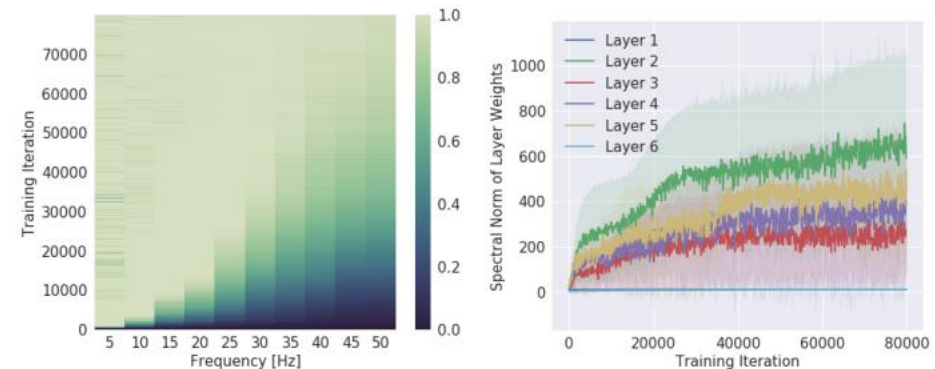 70000
60000
50000
40000
30000
20000
10000
0
Training Iteration
5 10 15 20 25 30 35 40 45 50
Frequency [Hz]
1.0
0.8
0.6
0.4
0.2
0.0
Spectral Norm of Layer Weights
1000
800
600
400
200
0
Layer 1
Layer 2
Layer 3
Layer 4
Layer 5
Layer 6
0 20000 40000 60000 80000
Training Iteration